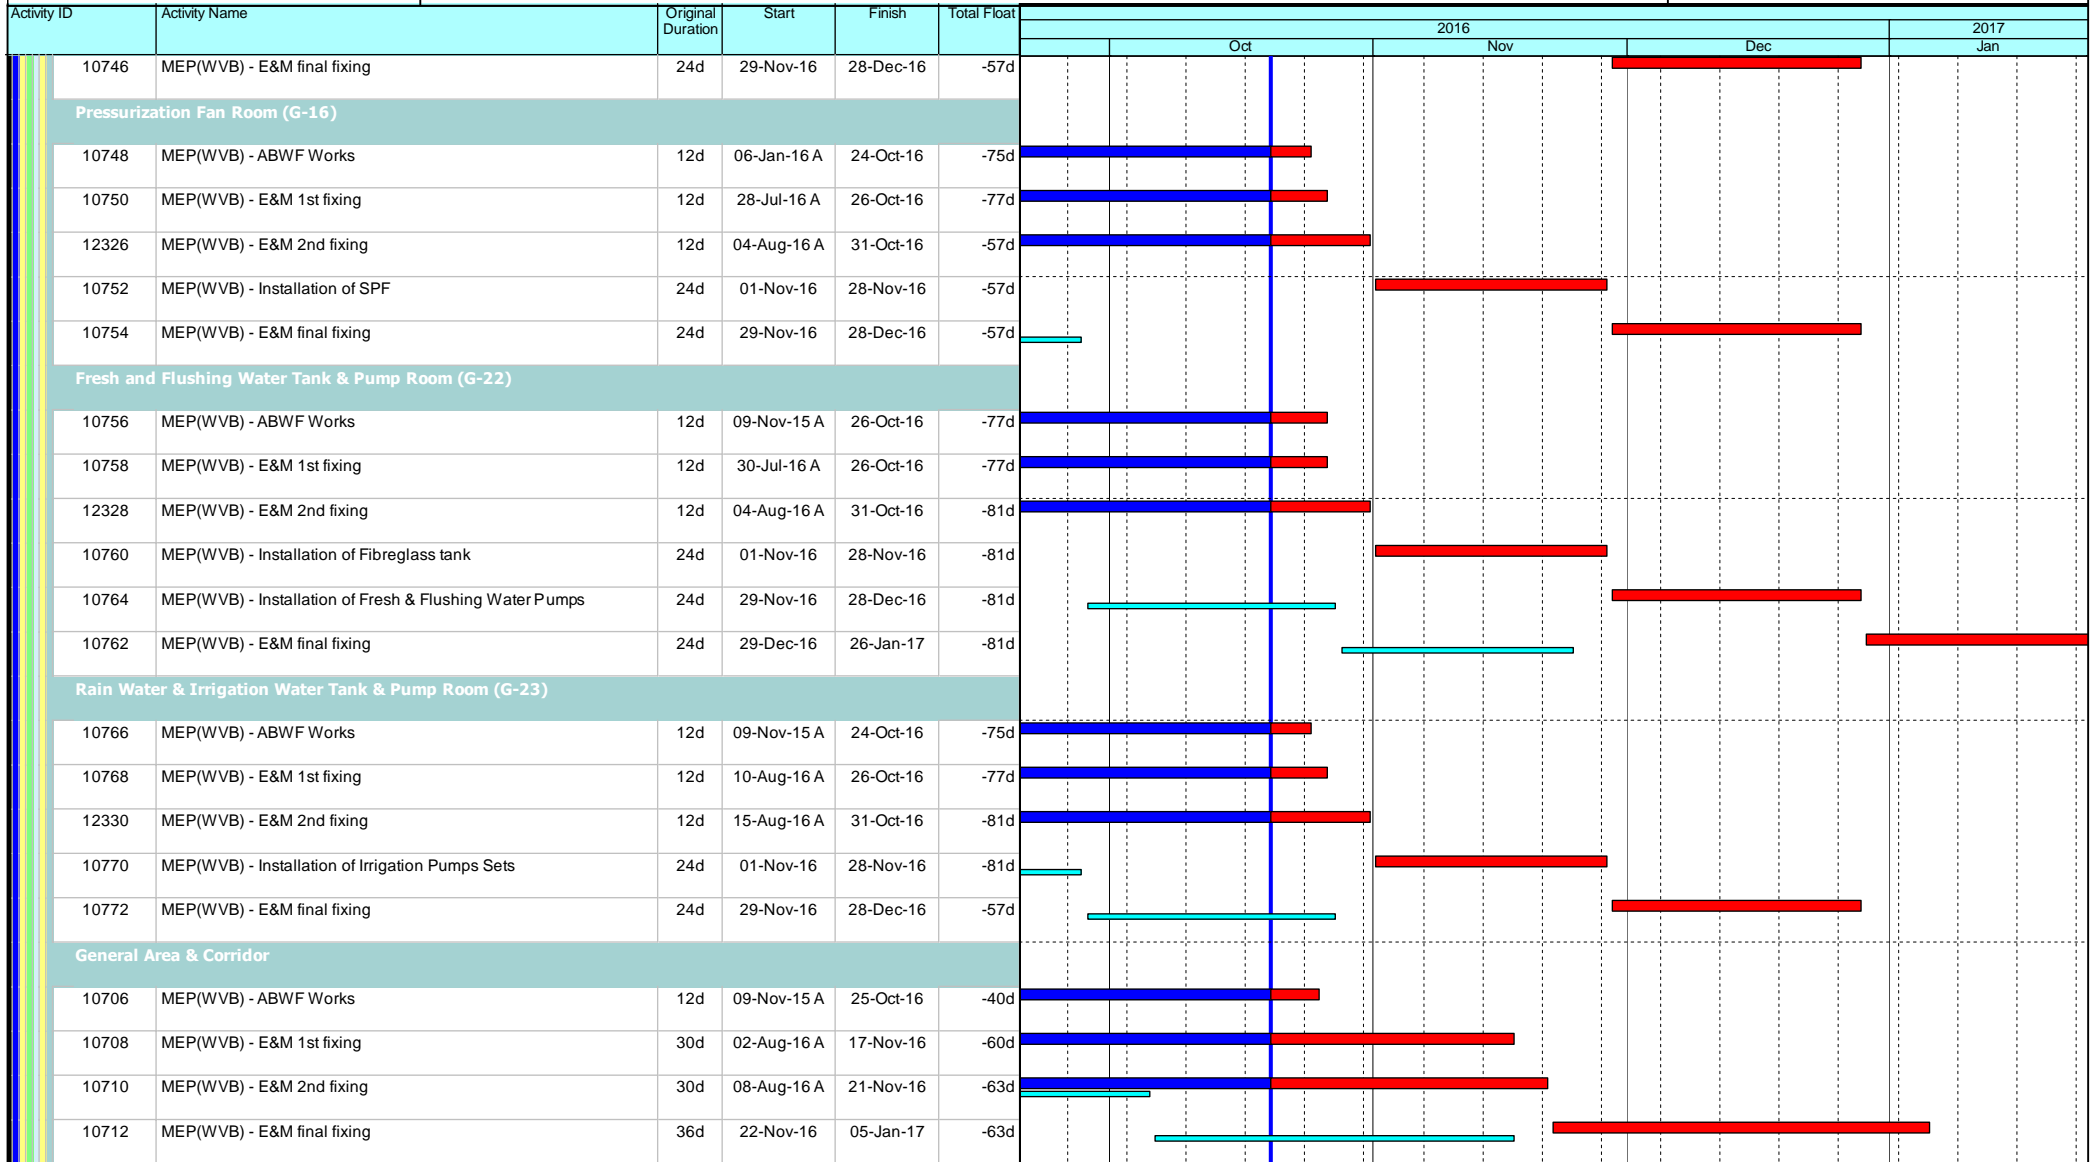 Activity ID Activity Name Original Duration Start Finish Total Float
2016 2017
Oct Nov Dec Jan
10746 MEP(WVB) - E&M final fixing 24d 29-Nov-16 28-Dec-16 -57d
Pressurization Fan Room (G-16)
10748 MEP(WVB) - ABWF Works 12d 06-Jan-16 A 24-Oct-16 -75d
10750 MEP(WVB) - E&M 1st fixing 12d 28-Jul-16 A 26-Oct-16 -77d
12326 MEP(WVB) - E&M 2nd fixing 12d 04-Aug-16 A 31-Oct-16 -57d
10752 MEP(WVB) - Installation of SPF 24d 01-Nov-16 28-Nov-16 -57d
10754 MEP(WVB) - E&M final fixing 24d 29-Nov-16 28-Dec-16 -57d
Fresh and Flushing Water Tank & Pump Room (G-22)
10756 MEP(WVB) - ABWF Works 12d 09-Nov-15 A 26-Oct-16 -77d
10758 MEP(WVB) - E&M 1st fixing 12d 30-Jul-16 A 26-Oct-16 -77d
12328 MEP(WVB) - E&M 2nd fixing 12d 04-Aug-16 A 31-Oct-16 -81d
10760 MEP(WVB) - Installation of Fibreglass tank 24d 01-Nov-16 28-Nov-16 -81d
10764 MEP(WVB) - Installation of Fresh & Flushing Water Pumps 24d 29-Nov-16 28-Dec-16 -81d
10762 MEP(WVB) - E&M final fixing 24d 29-Dec-16 26-Jan-17 -81d
Rain Water & Irrigation Water Tank & Pump Room (G-23)
10766 MEP(WVB) - ABWF Works 12d 09-Nov-15 A 24-Oct-16 -75d
10768 MEP(WVB) - E&M 1st fixing 12d 10-Aug-16 A 26-Oct-16 -77d
12330 MEP(WVB) - E&M 2nd fixing 12d 15-Aug-16 A 31-Oct-16 -81d
10770 MEP(WVB) - Installation of Irrigation Pumps Sets 24d 01-Nov-16 28-Nov-16 -81d
10772 MEP(WVB) - E&M final fixing 24d 29-Nov-16 28-Dec-16 -57d
General Area & Corridor
10706 MEP(WVB) - ABWF Works 12d 09-Nov-15 A 25-Oct-16 -40d
10708 MEP(WVB) - E&M 1st fixing 30d 02-Aug-16 A 17-Nov-16 -60d
10710 MEP(WVB) - E&M 2nd fixing 30d 08-Aug-16 A 21-Nov-16 -63d
10712 MEP(WVB) - E&M final fixing 36d 22-Nov-16 05-Jan-17 -63d